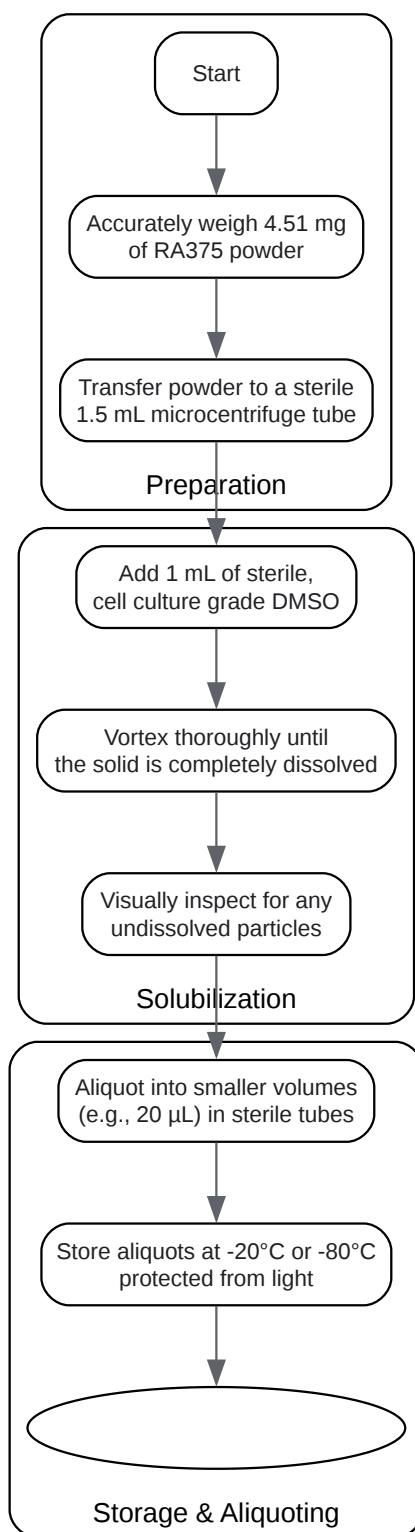 Start
Accurately weigh 4.51 mg
of RA375 powder
Transfer powder to a sterile
1.5 mL microcentrifuge tube
Preparation
Add 1 mL of sterile,
cell culture grade DMSO
Vortex thoroughly until
the solid is completely dissolved
Visually inspect for any
undissolved particles
Solubilization
Aliquot into smaller volumes
(e.g., 20 µL) in sterile tubes
Store aliquots at -20°C or -80°C
protected from light
Storage & Aliquoting